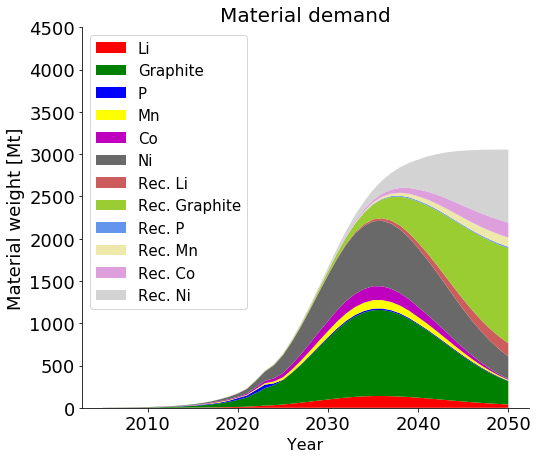 Material demand
Material weight [Mt]
4500
4000
3500
3000
2500
2000
1500
1000
500
0
Li
Graphite
P
Mn
Co
Ni
Rec. Li
Rec. Graphite
Rec. P
Rec. Mn
Rec. Co
Rec. Ni
2010 2020 2030 2040 2050
Year